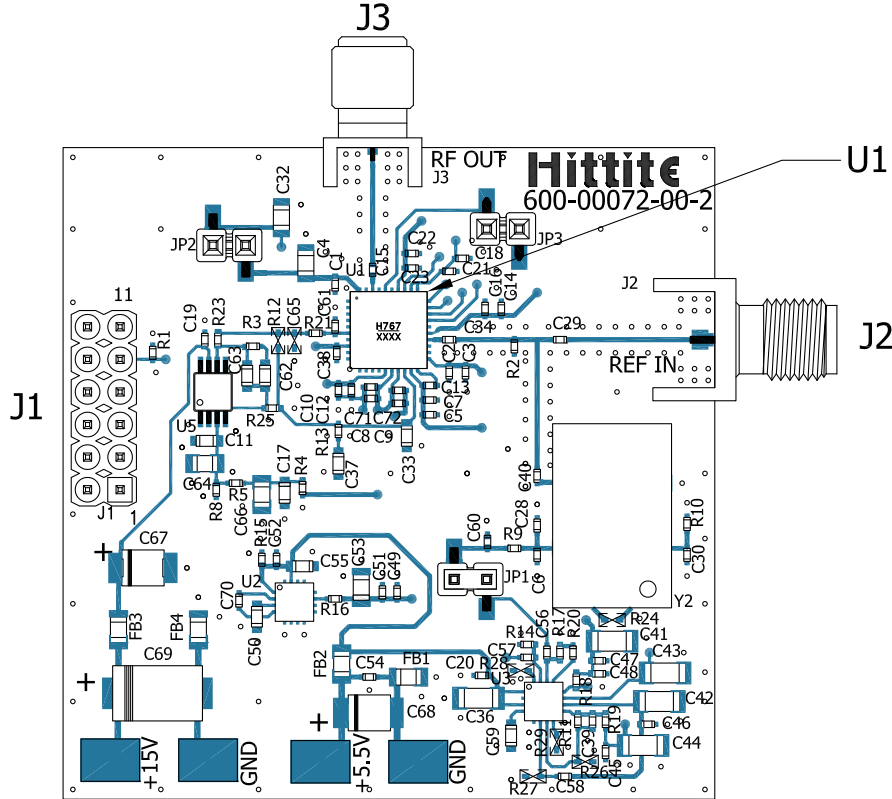 J3
RF OUT
J3
Hittite
600-00072-00-2
U1
C32
JP2
C4
C1
U1
C15
C22
C23
C21
C18
JP3
C16
G14
J2
J2
REF IN
11
J1
C19
R23
R1
R3
R12
C65
R21
C61
C38
H767
XXXX
C34
C2
C3
R2
C29
C63
C62
U5
R25
C10
C12
C71
C72
C8
C9
C13
C7
C5
R13
C33
C37
C11
C64
R8
R5
C66
C17
R4
J1
1
C40
C28
C6
C60
R9
R10
C30
Y2
+
C67
R15
C52
C55
C53
C51
C49
U2
C70
C50
R16
JP1
FB3
FB4
FB2
FB1
C54
C20
C36
C68
+
C69
+
R14
C57
R28
U3
C56
R17
R20
R24
C41
C47
C48
C43
C42
C46
C44
R18
R19
C59
R29
R11
C39
R26
C45
R27
C58
+15V
GND
+5.5V
GND